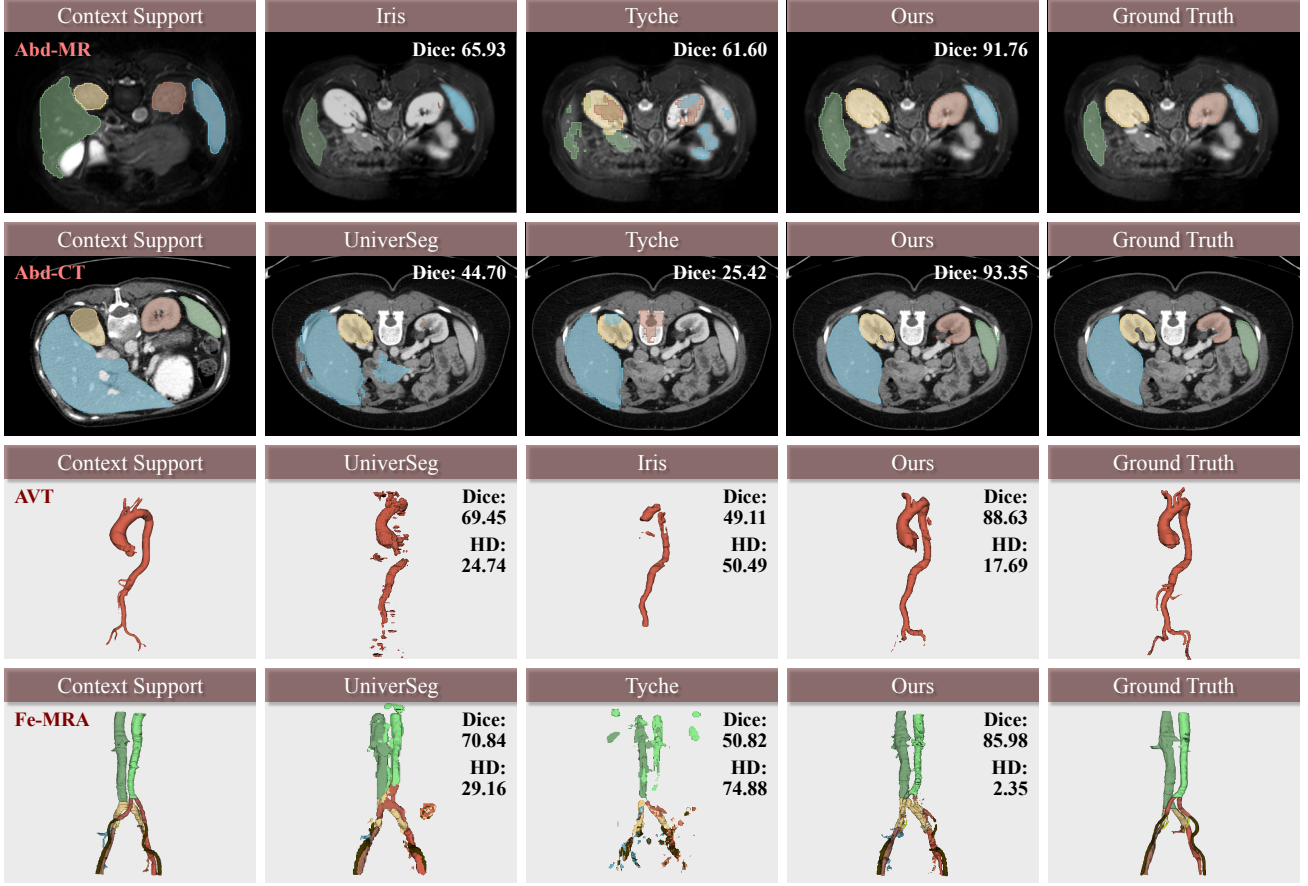 Context Support
Iris
Tyche
Ours
Ground Truth
Abd-MR
Dice: 65.93
Dice: 61.60
Dice: 91.76
Context Support
UniverSeg
Tyche
Ours
Ground Truth
Abd-CT
Dice: 44.70
Dice: 25.42
Dice: 93.35
Context Support
UniverSeg
Iris
Ours
Ground Truth
AVT
Dice:
69.45
HD:
24.74
Dice:
49.11
HD:
50.49
Dice:
88.63
HD:
17.69
Context Support
UniverSeg
Tyche
Ours
Ground Truth
Fe-MRA
Dice:
70.84
HD:
29.16
Dice:
50.82
HD:
74.88
Dice:
85.98
HD:
2.35